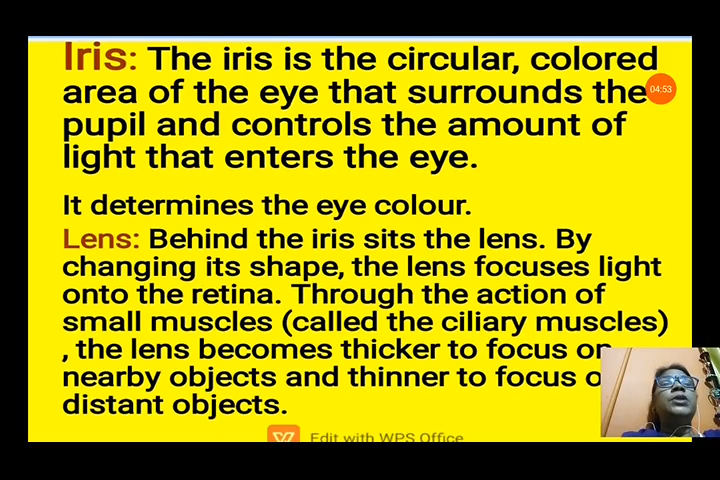 Iris: The iris is the circular, colored
area of the eye that surrounds the
04:53
pupil and controls the amount of
light that enters the eye.
It determines the eye colour.
Lens: Behind the iris sits the lens. By
changing its shape, the lens focuses light
onto the retina. Through the action of
small muscles (called the ciliary muscles)
, the lens becomes thicker to focus on
nearby objects and thinner to focus
distant objects.
Edit with WPS Office